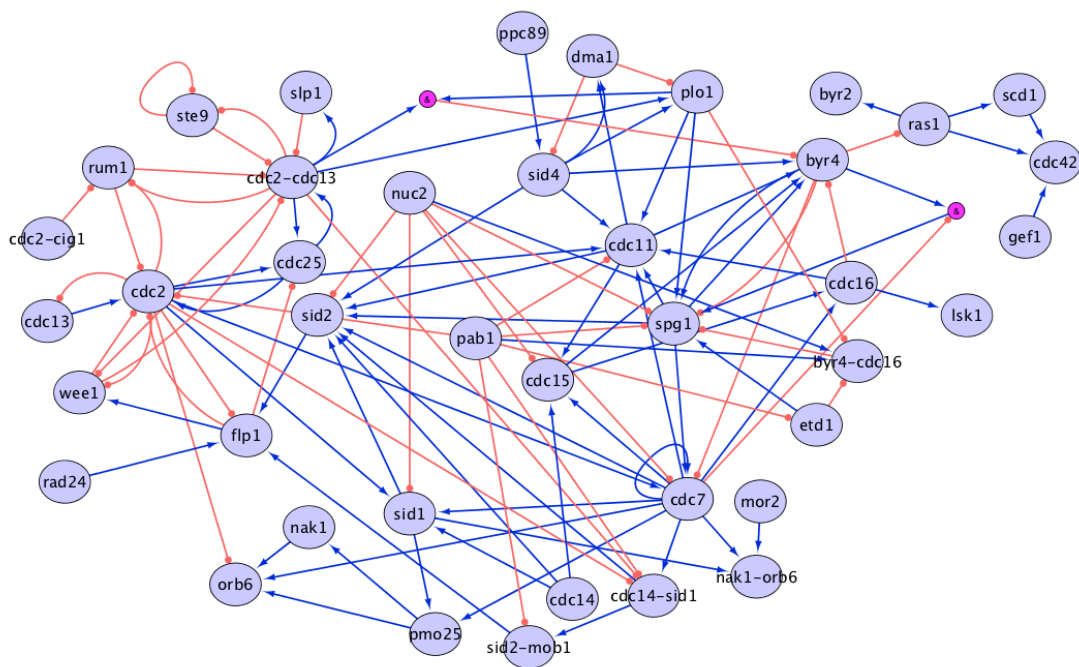 ppc89
dma1
slp1
&
plo1
byr2
scd1
ste9
ras1
rum1
cdc2-cdc13
sid4
byr4
cdc42
nuc2
&
cdc2-cig1
cdc11
gef1
cdc25
cdc2
cdc16
cdc13
sid2
spg1
lsk1
pab1
byr4-cdc16
cdc15
wee1
etd1
flp1
rad24
cdc7
mor2
sid1
nak1
nak1-orb6
orb6
cdc14
cdc14-sid1
pmo25
sid2-mob1